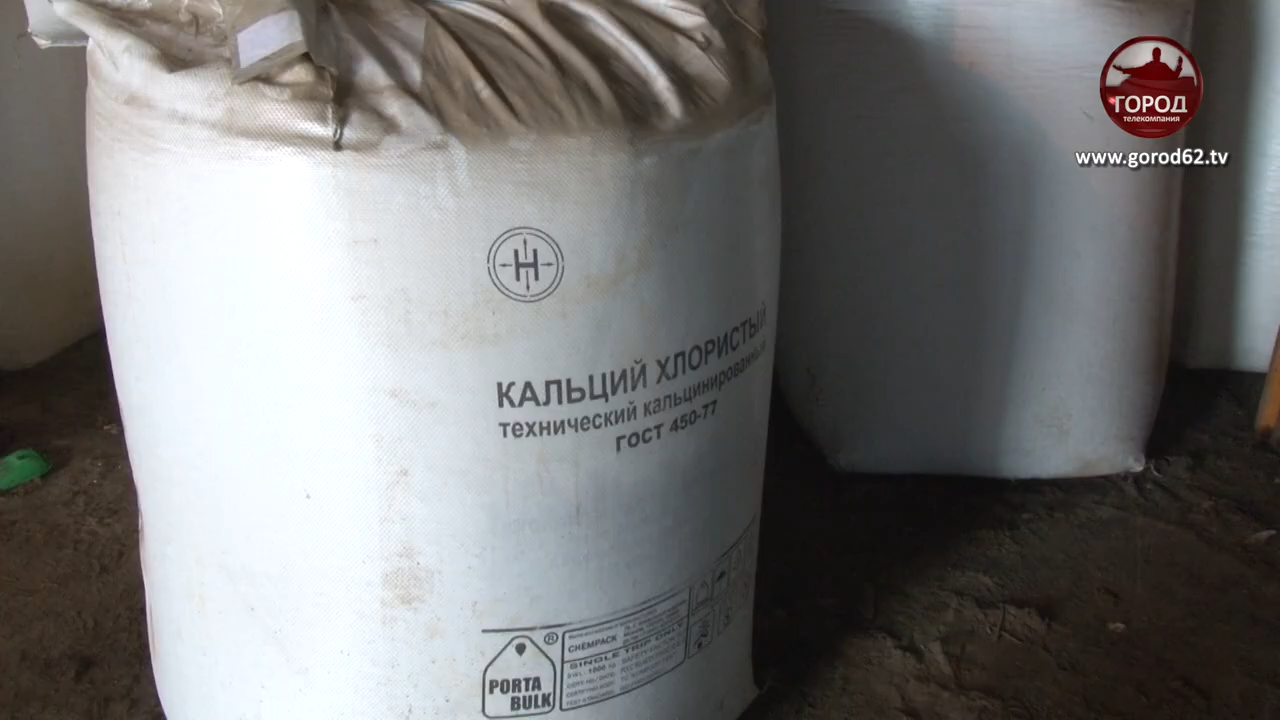 ГОРОД
телекомпания
www.gorod62.tv
Н
КАЛЬЦИЙ ХЛОРИСТЫЙ
технический кальцинированный
ГОСТ 450-77
PORTA
BULK
®
CHEMPACK
SINGLE TRIP ONLY